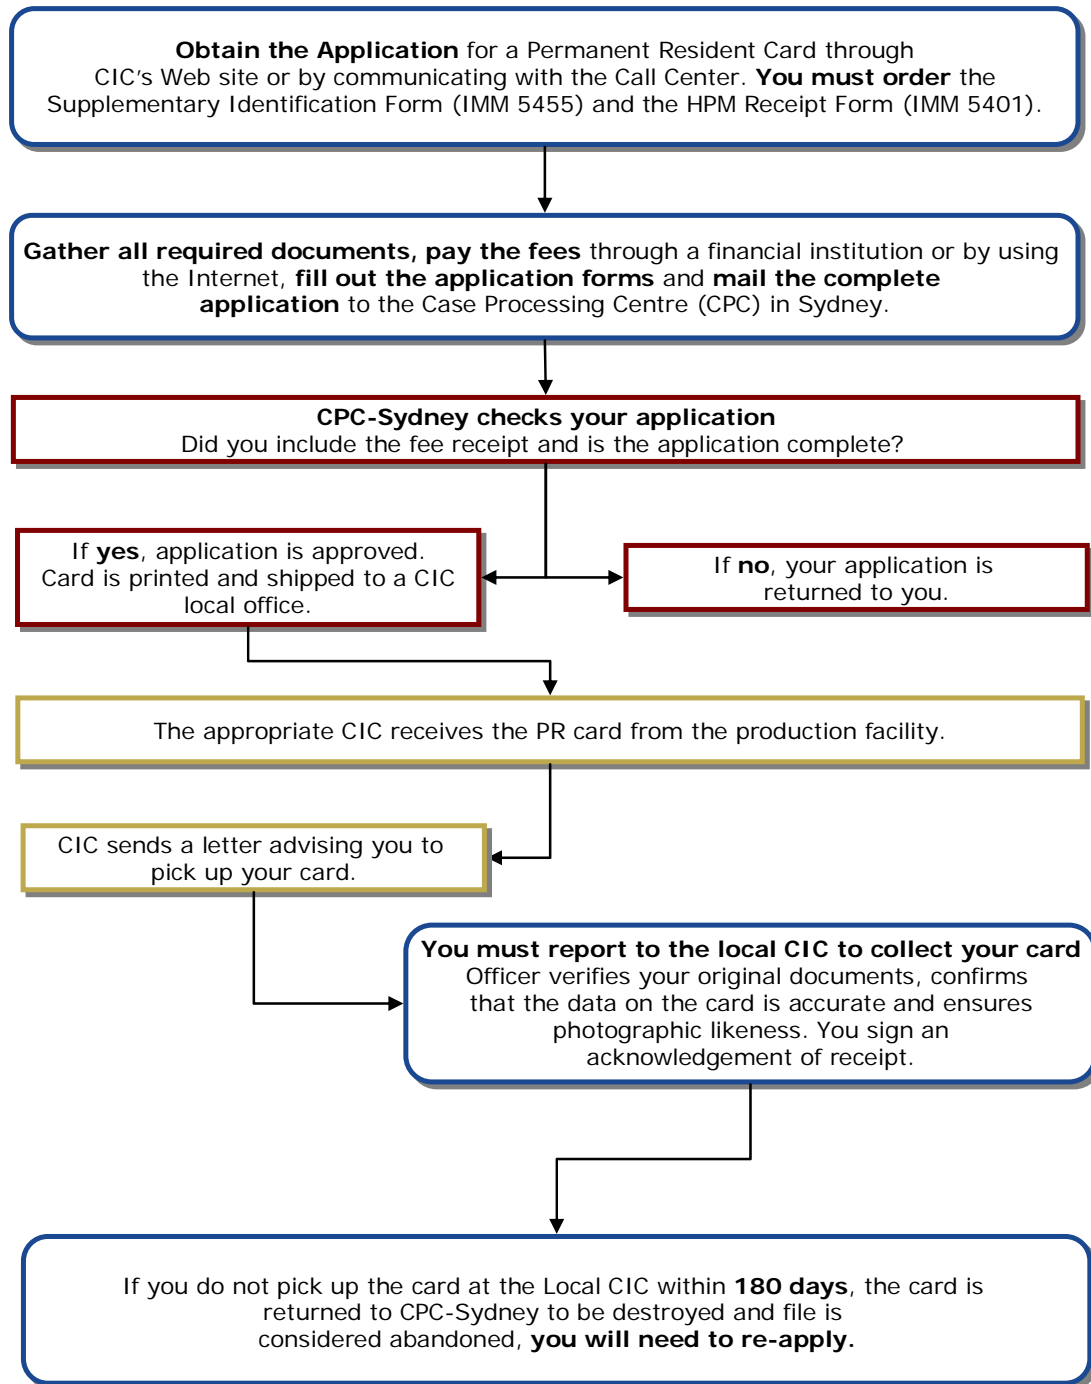 Obtain the Application for a Permanent Resident Card through
CIC's Web site or by communicating with the Call Center. You must order the
Supplementary Identification Form (IMM 5455) and the HPM Receipt Form (IMM 5401).
Gather all required documents, pay the fees through a financial institution or by using
the Internet, fill out the application forms and mail the complete
application to the Case Processing Centre (CPC) in Sydney.
CPC-Sydney checks your application
Did you include the fee receipt and is the application complete?
If yes, application is approved.
Card is printed and shipped to a CIC
local office.
If no, your application is
returned to you.
The appropriate CIC receives the PR card from the production facility.
CIC sends a letter advising you to
pick up your card.
You must report to the local CIC to collect your card
Officer verifies your original documents, confirms
that the data on the card is accurate and ensures
photographic likeness. You sign an
acknowledgement of receipt.
If you do not pick up the card at the Local CIC within 180 days, the card is
returned to CPC-Sydney to be destroyed and file is
considered abandoned, you will need to re-apply.